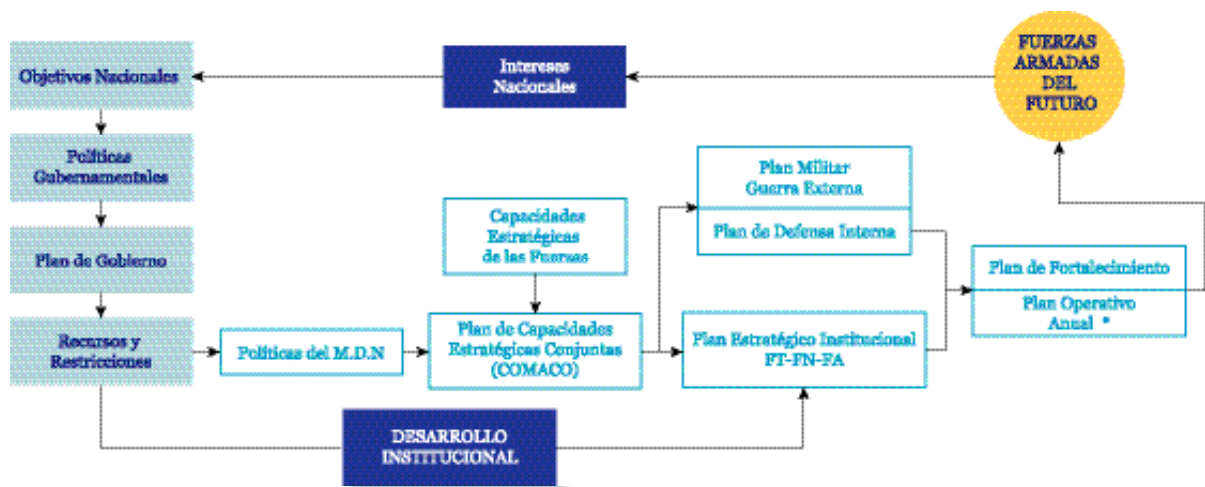 Objetivos Nacionales
Intereses
Nacionales
FUERZAS
ARMADAS
DEL
FUTURO
Políticas
Gubernamentales
Plan de Gobierno
Recursos y
Restricciones
Políticas del M.D.N
Capacidades
Estratégicas
de las Fuerzas
Plan de Capacidades
Estratégicas Conjuntas
(COMACO)
Plan Militar
Guerra Externa
Plan de Defensa Interna
Plan Estratégico Institucional
FT-FN-FA
Plan de Fortalecimiento
Plan Operativo
Anual *
DESARROLLO
INSTITUCIONAL